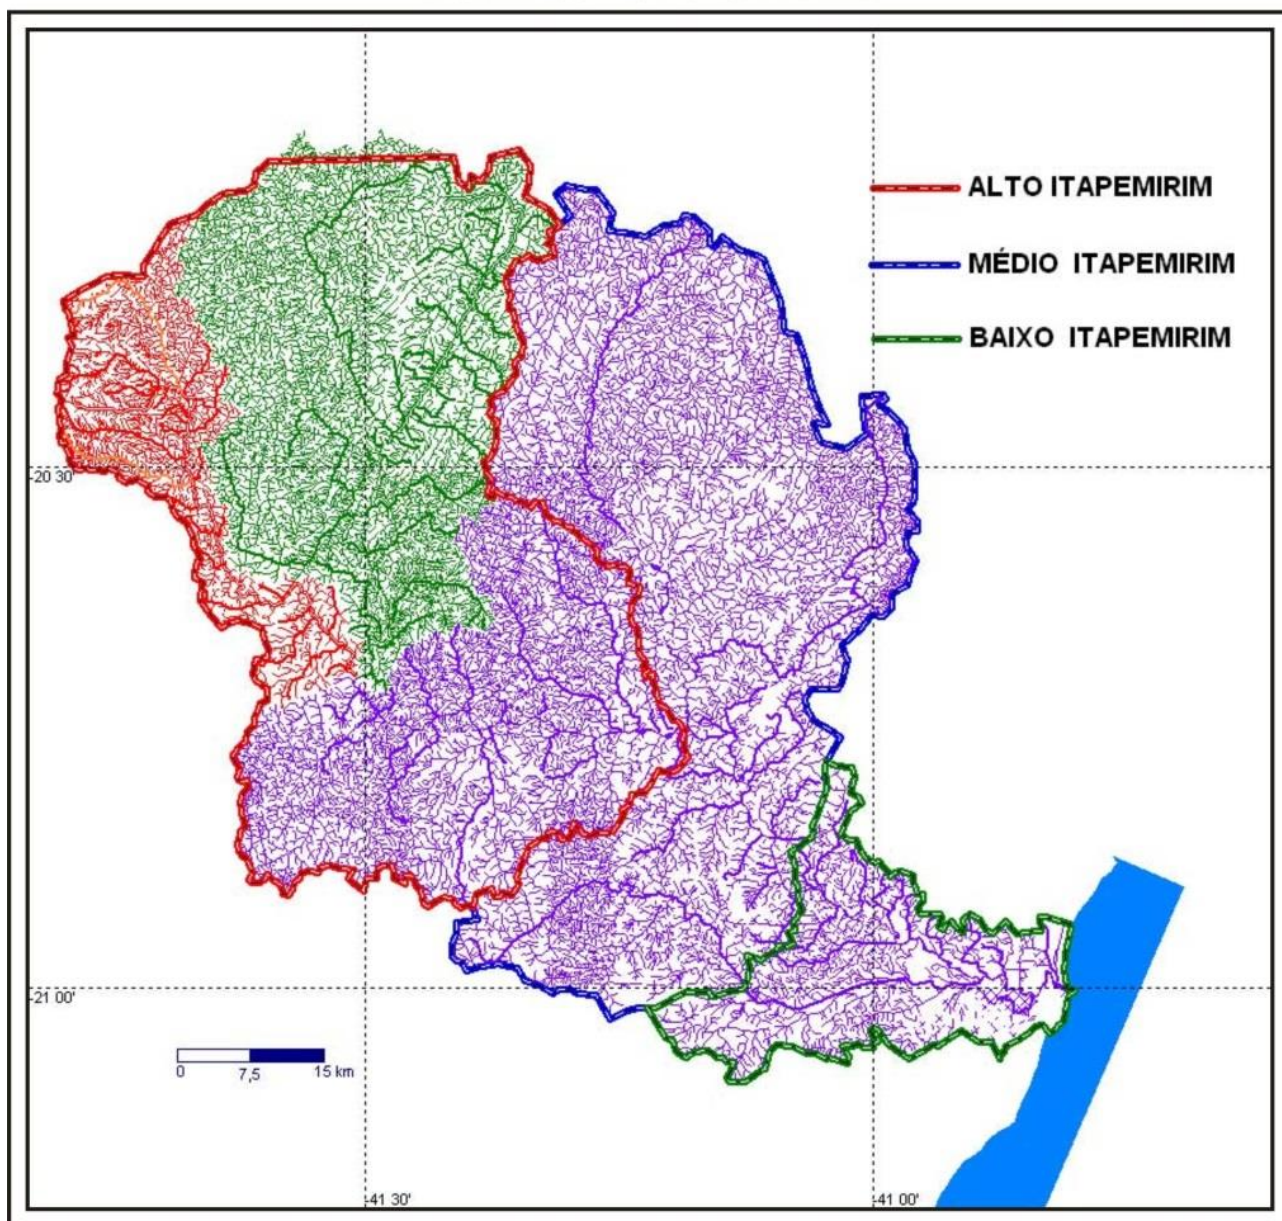 ALTO ITAPEMIRIM
MÉDIO ITAPEMIRIM
BAIXO ITAPEMIRIM
-20 30'
-21 00'
0 7,5 15 km
-41 30'
-41 00'